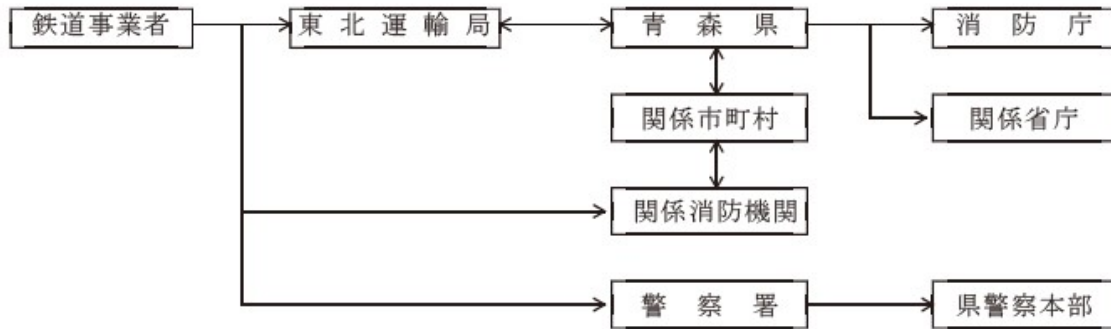 鉄道事業者
東北運輸局
青森県
消防庁
関係市町村
関係省庁
関係消防機関
警察署
県警察本部